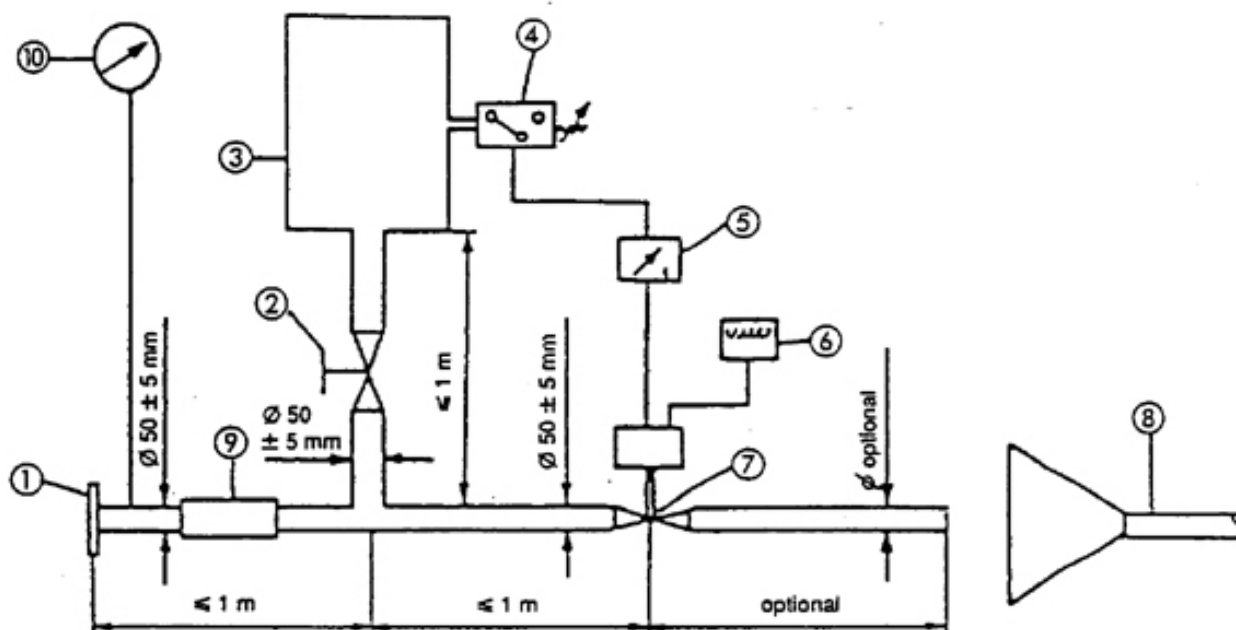 10
4
3
5
2
6
Ø 50 ± 5 mm
Ø 50
± 5 mm
⩽ 1 m
Ø 50 ± 5 mm
Ø optional
9
7
8
1
⩽ 1 m
⩽ 1 m
optional